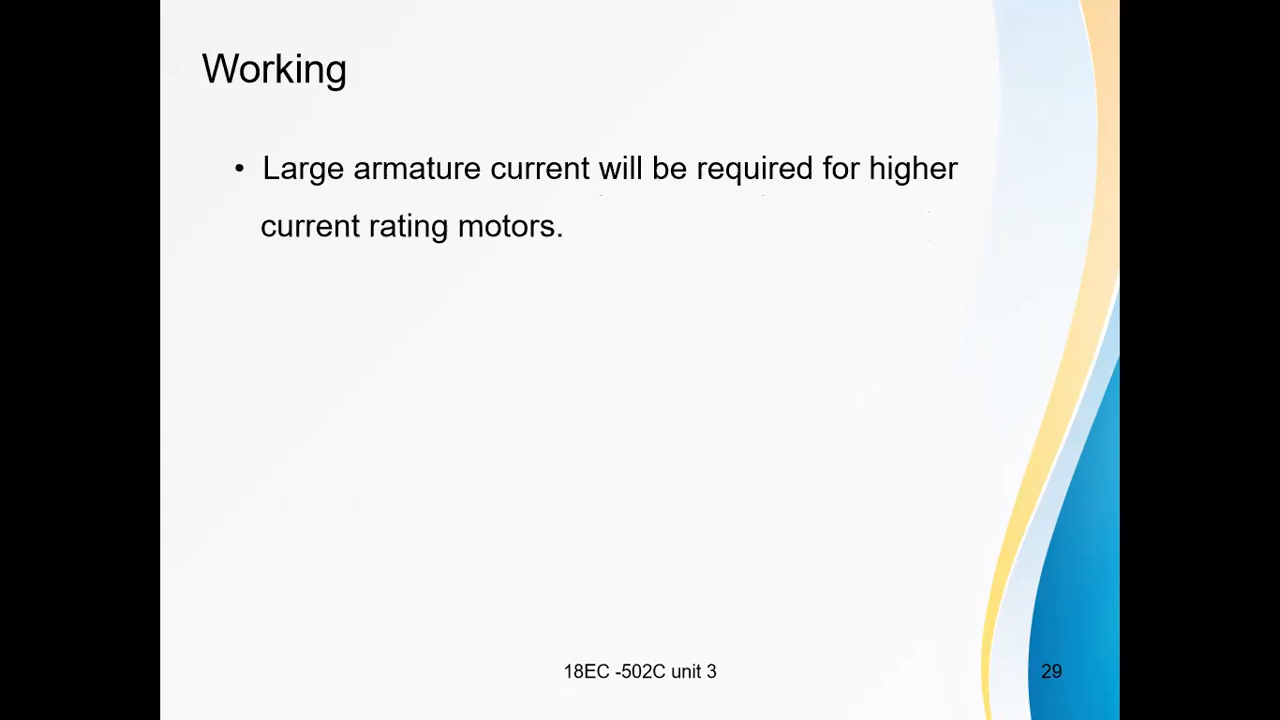 Working
• Large armature current will be required for higher
current rating motors.
18EC -502C unit 3
29